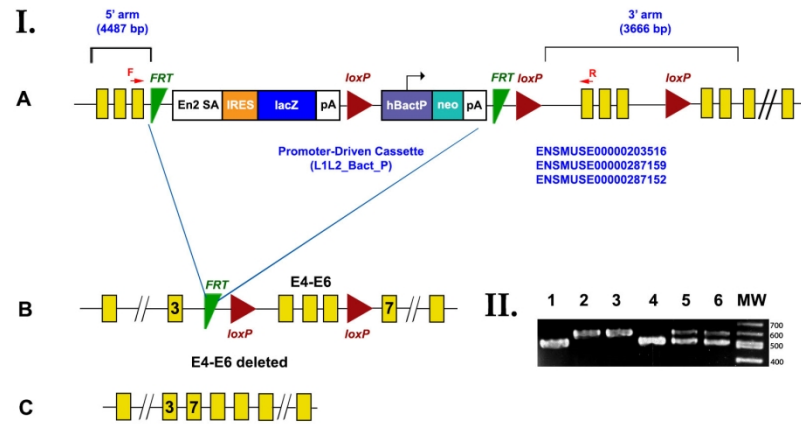 I.
5' arm
(4487 bp)
3' arm
(3666 bp)
F
FRT
loxP
FRT
loxP
R
A
En2 SA
IRES
lacZ
pA
hBactP
neo
pA
Promoter-Driven Cassette
(L1L2_Bact_P)
ENSMUSE00000203516
ENSMUSE00000287159
ENSMUSE00000287152
FRT
E4-E6
B
3
7
loxP
loxP
E4-E6 deleted
C
3 7
II.
1 2 3 4 5 6 MW
700
600
500
400